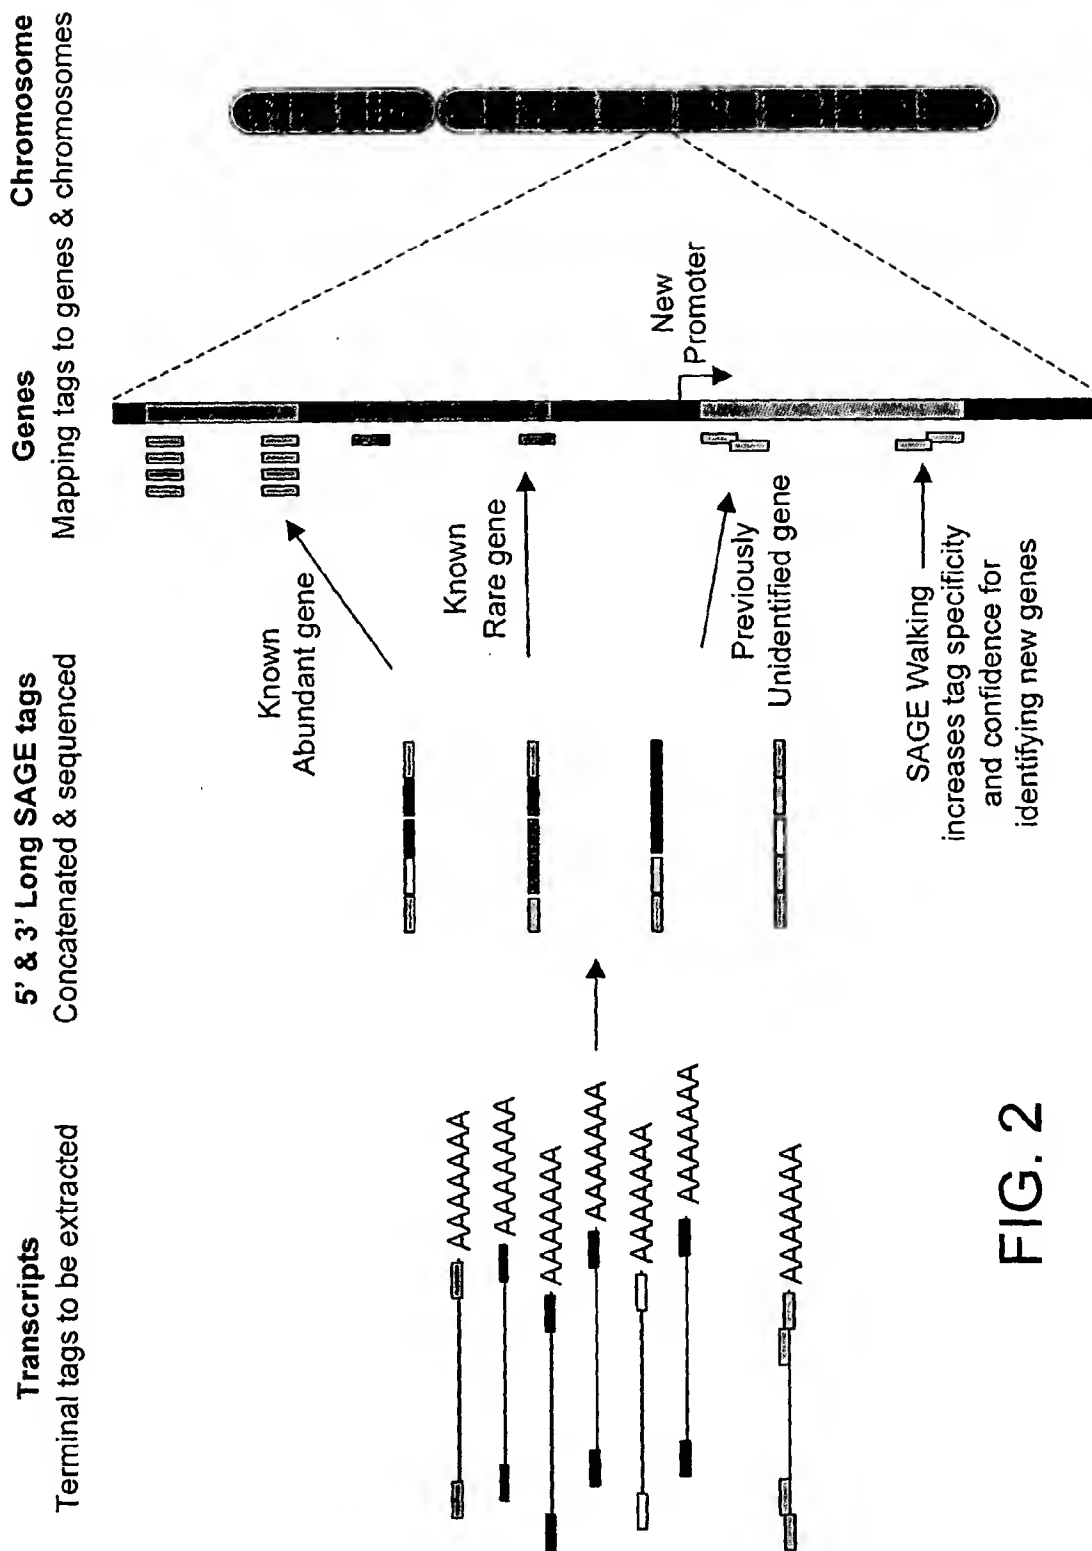 Transcripts
Terminal tags to be extracted
5' & 3' Long SAGE tags
Concatenated & sequenced
Genes
Chromosome
Mapping tags to genes & chromosomes
AAAAAAA
AAAAAAA
AAAAAAA
AAAAAAA
AAAAAAA
AAAAAAA
AAAAAAA
Known
Abundant gene
Known
Rare gene
Previously
Unidentified gene
New
Promoter
SAGE Walking
increases tag specificity
and confidence for
identifying new genes
FIG. 2